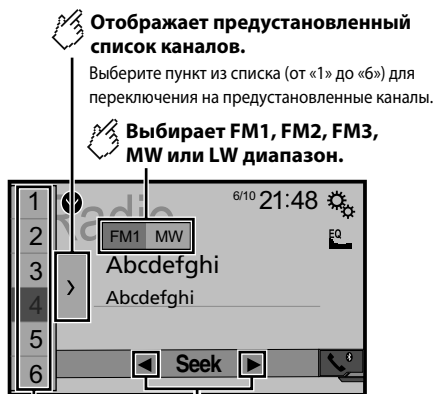 Отображает предустановленный
список каналов.
Выберите пункт из списка (от «1» до «6») для
переключения на предустановленные каналы.
Выбирает FM1, FM2, FM3,
MW или LW диапазон.
Radio
6/10 21:48
1
2
3
4
5
6
FM1 MW
EQ
Abcdefghi
Abcdefghi
Seek